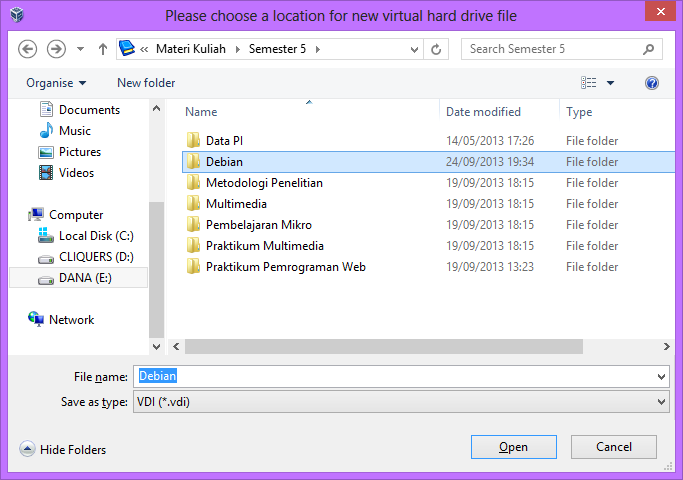 Please choose a location for new virtual hard drive file
Materi Kuliah Semester 5 Search Semester 5
Organise New folder
Documents
Music
Pictures
Videos
Computer
Local Disk (C:)
CLIQUERS (D:)
DANA (E:)
Network
Name Date modified Type
Data PI 14/05/2013 17:26 File folder
Debian 24/09/2013 19:34 File folder
Metodologi Penelitian 19/09/2013 18:15 File folder
Multimedia 19/09/2013 18:15 File folder
Pembelajaran Mikro 19/09/2013 18:15 File folder
Praktikum Multimedia 19/09/2013 18:15 File folder
Praktikum Pemrograman Web 19/09/2013 13:23 File folder
File name: Debian
Save as type: VDI (*.vdi)
Hide Folders Open Cancel